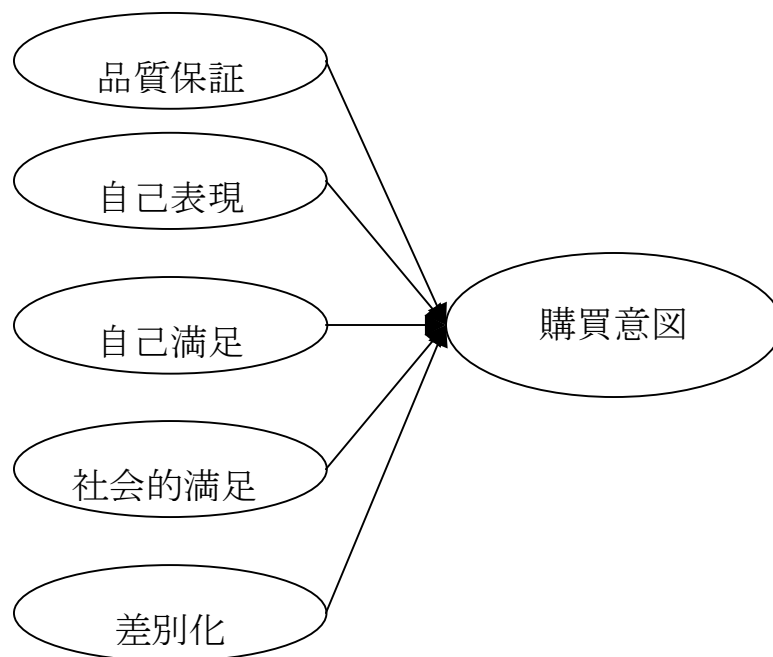 品質保証
自己表現
自己満足
購買意図
社会的満足
差別化